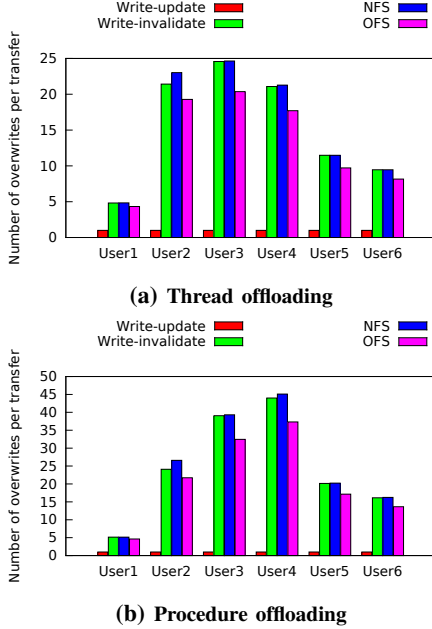 Write-update
Write-invalidate
NFS
OFS
Number of overwrites per transfer
25
20
15
10
5
0
User1 User2 User3 User4 User5 User6
(a) Thread offloading
Write-update
Write-invalidate
NFS
OFS
Number of overwrites per transfer
50
45
40
35
30
25
20
15
10
5
0
User1 User2 User3 User4 User5 User6
(b) Procedure offloading